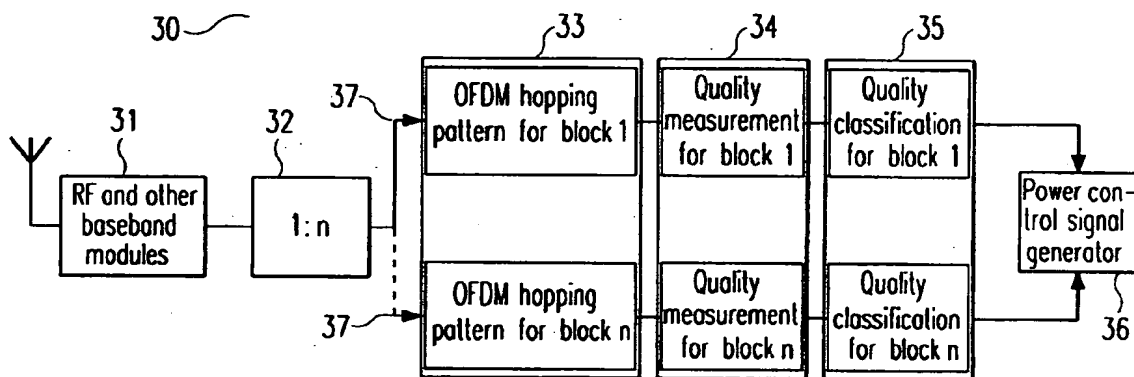 30
33
34
35
37
OFDM hopping
pattern for block 1
Quality
measurement
for block 1
Quality
classification
for block 1
31
32
RF and other
baseband
modules
1:n
Power con-
trol signal
generator
37
OFDM hopping
pattern for block n
Quality
measurement
for block n
Quality
classification
for block n
36